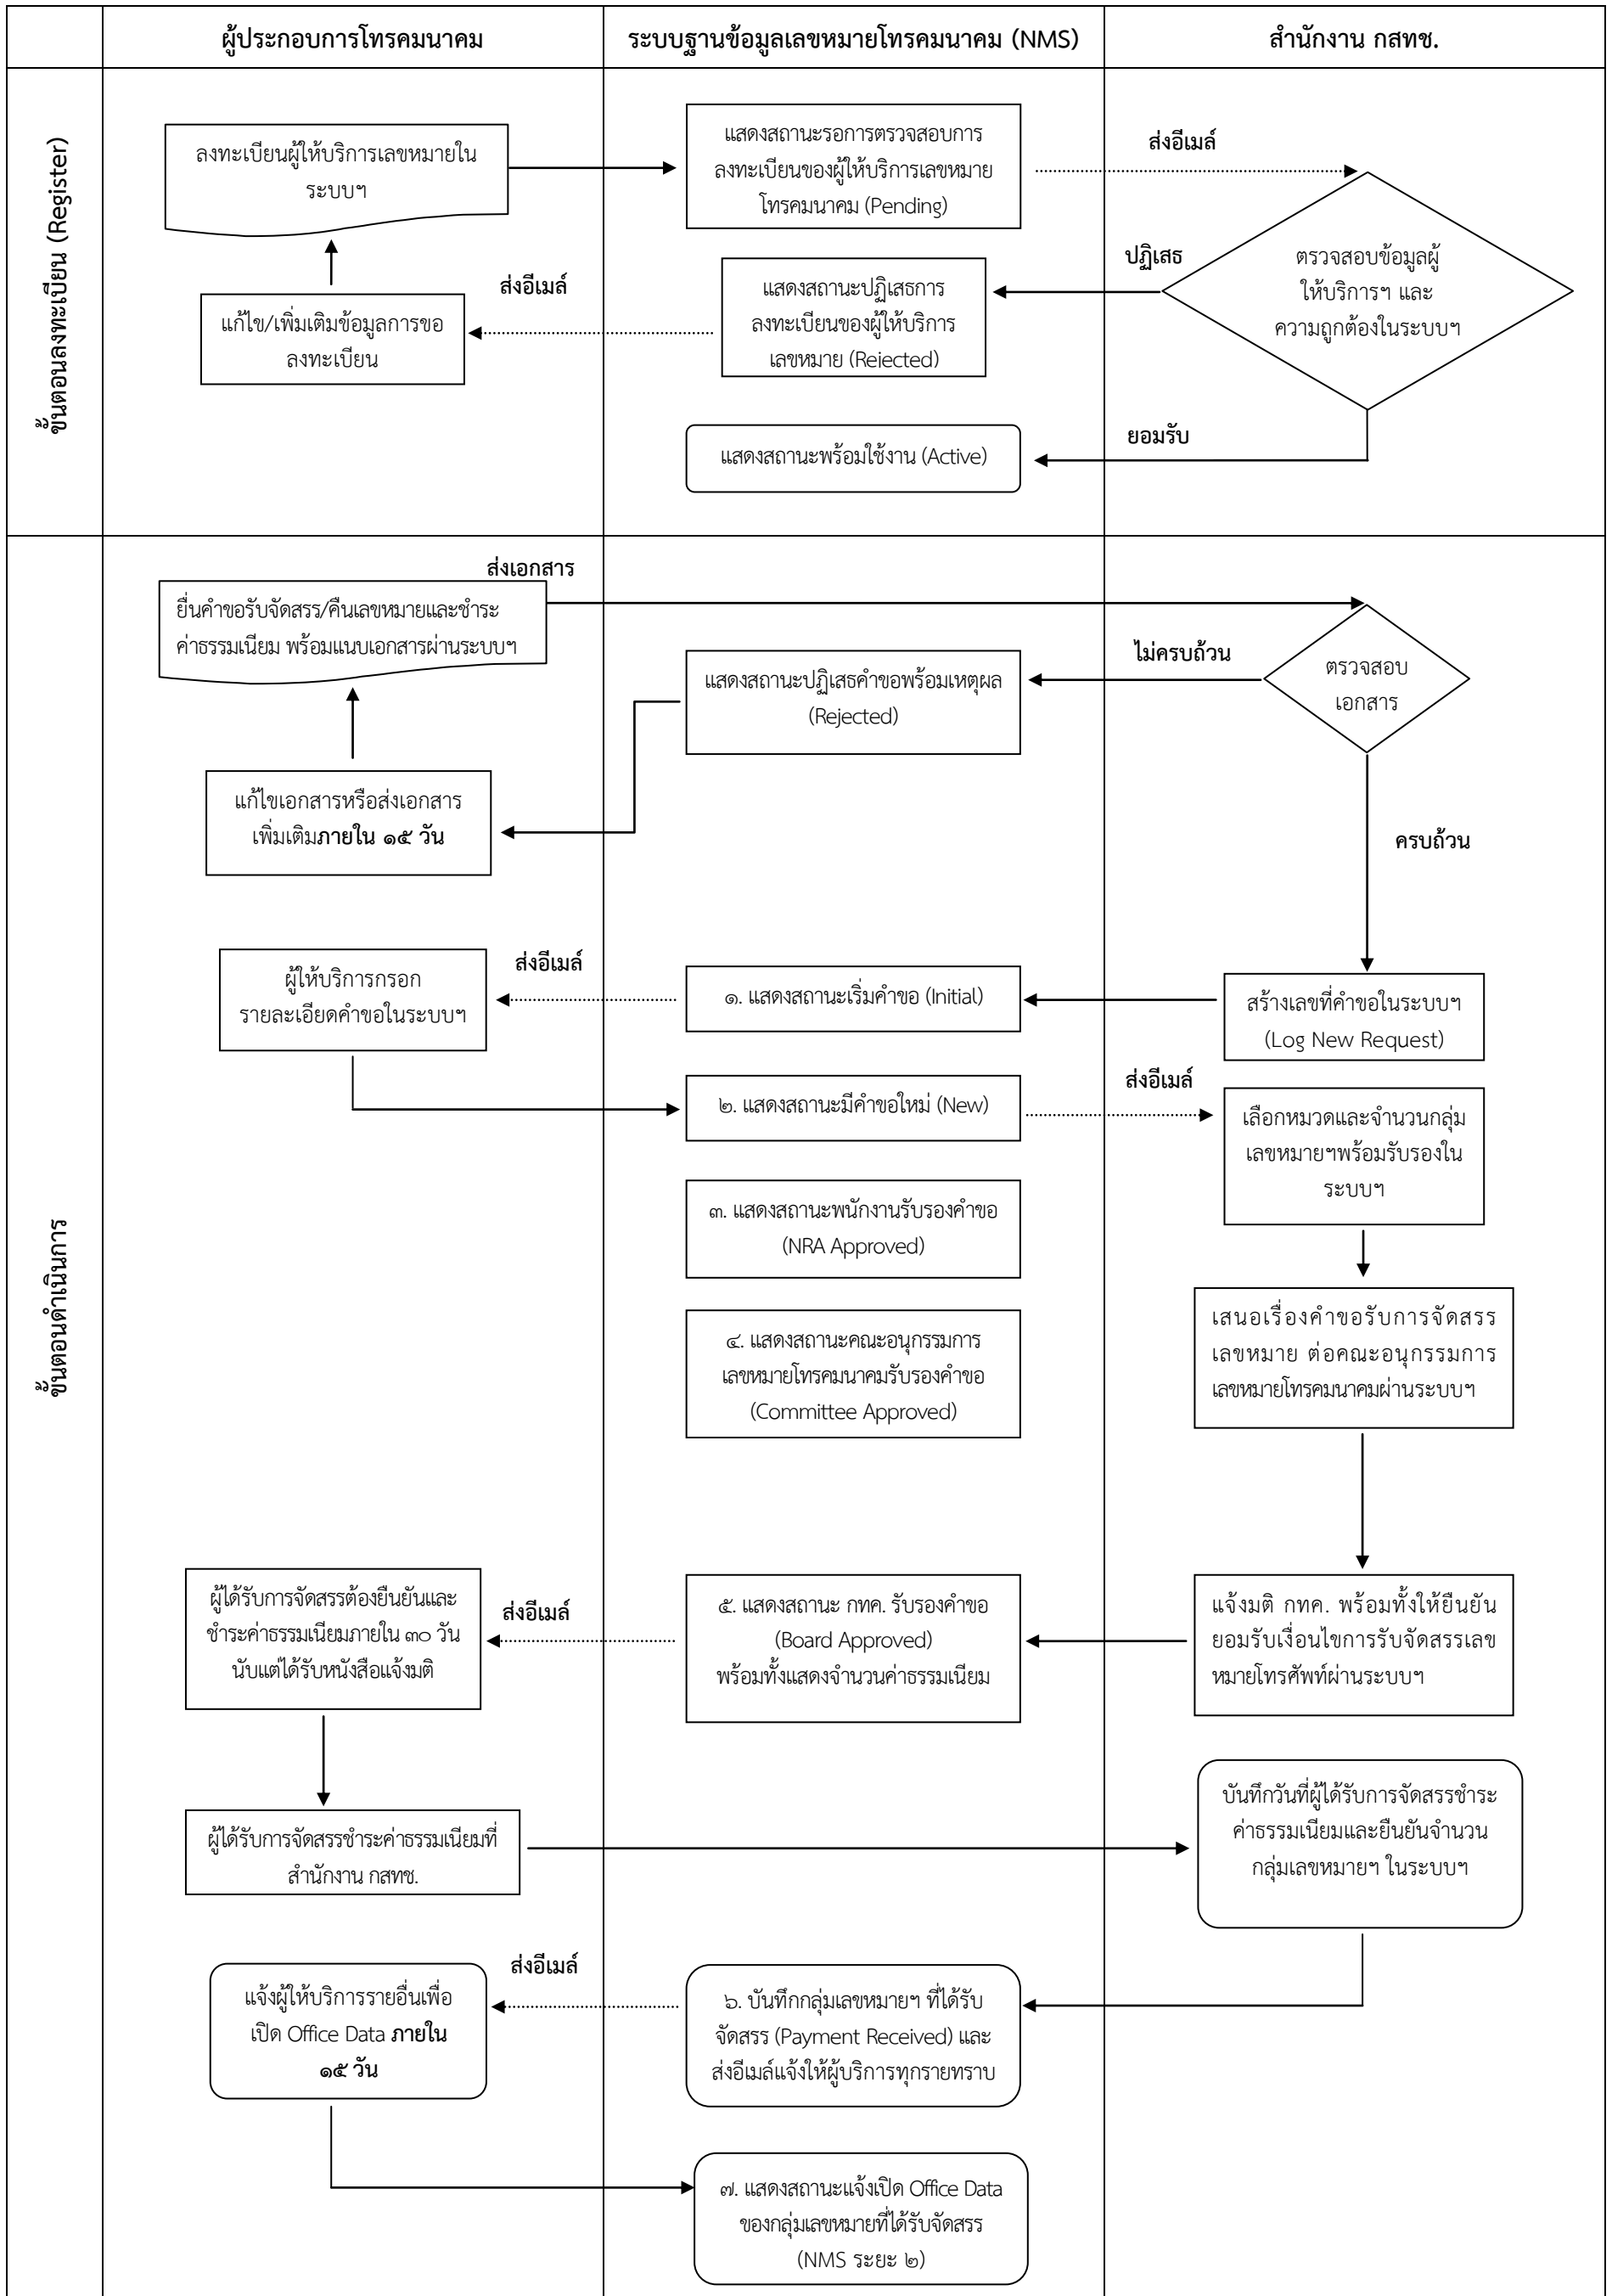 ผู้ประกอบการโทรคมนาคม
ระบบฐานข้อมูลเลขหมายโทรคมนาคม (NMS)
สำนักงาน กสทช.
ขั้นตอนลงทะเบียน (Register)
ลงทะเบียนผู้ให้บริการเลขหมายใน
ระบบฯ
แสดงสถานะรอการตรวจสอบการ
ลงทะเบียนของผู้ให้บริการเลขหมาย
โทรคมนาคม (Pending)
ส่งอีเมล์
ตรวจสอบข้อมูลผู้
ให้บริการฯ และ
ความถูกต้องในระบบฯ
ปฏิเสธ
แสดงสถานะปฏิเสธการ
ลงทะเบียนของผู้ให้บริการ
เลขหมาย (Rejected)
ส่งอีเมล์
แก้ไข/เพิ่มเติมข้อมูลการขอ
ลงทะเบียน
ยอมรับ
แสดงสถานะพร้อมใช้งาน (Active)
ขั้นตอนดำเนินการ
ส่งเอกสาร
ยื่นคำขอรับจัดสรร/คืนเลขหมายและชำระ
ค่าธรรมเนียม พร้อมแนบเอกสารผ่านระบบฯ
ตรวจสอบ
เอกสาร
ไม่ครบถ้วน
แสดงสถานะปฏิเสธคำขอพร้อมเหตุผล
(Rejected)
แก้ไขเอกสารหรือส่งเอกสาร
เพิ่มเติมภายใน ๑๕ วัน
ครบถ้วน
ผู้ให้บริการกรอก
รายละเอียดคำขอในระบบฯ
ส่งอีเมล์
๑. แสดงสถานะเริ่มคำขอ (Initial)
สร้างเลขที่คำขอในระบบฯ
(Log New Request)
๒. แสดงสถานะมีคำขอใหม่ (New)
ส่งอีเมล์
เลือกหมวดและจำนวนกลุ่ม
เลขหมายฯพร้อมรับรองใน
ระบบฯ
๓. แสดงสถานะพนักงานรับรองคำขอ
(NRA Approved)
๔. แสดงสถานะคณะอนุกรรมการ
เลขหมายโทรคมนาคมรับรองคำขอ
(Committee Approved)
เสนอเรื่องคำขอรับการจัดสรร
เลขหมาย ต่อคณะอนุกรรมการ
เลขหมายโทรคมนาคมผ่านระบบฯ
ผู้ได้รับการจัดสรรต้องยืนยันและ
ชำระค่าธรรมเนียมภายใน ๓๐ วัน
นับแต่ได้รับหนังสือแจ้งมติ
ส่งอีเมล์
๕. แสดงสถานะ กทค. รับรองคำขอ
(Board Approved)
พร้อมทั้งแสดงจำนวนค่าธรรมเนียม
แจ้งมติ กทค. พร้อมทั้งให้ยืนยัน
ยอมรับเงื่อนไขการรับจัดสรรเลข
หมายโทรศัพท์ผ่านระบบฯ
ผู้ได้รับการจัดสรรชำระค่าธรรมเนียมที่
สำนักงาน กสทช.
บันทึกวันที่ผู้ได้รับการจัดสรรชำระ
ค่าธรรมเนียมและยืนยันจำนวน
กลุ่มเลขหมายฯ ในระบบฯ
แจ้งผู้ให้บริการรายอื่นเพื่อ
เปิด Office Data ภายใน
๑๕ วัน
ส่งอีเมล์
๖. บันทึกกลุ่มเลขหมายฯ ที่ได้รับ
จัดสรร (Payment Received) และ
ส่งอีเมล์แจ้งให้ผู้บริการทุกรายทราบ
๗. แสดงสถานะแจ้งเปิด Office Data
ของกลุ่มเลขหมายที่ได้รับจัดสรร
(NMS ระยะ ๒)